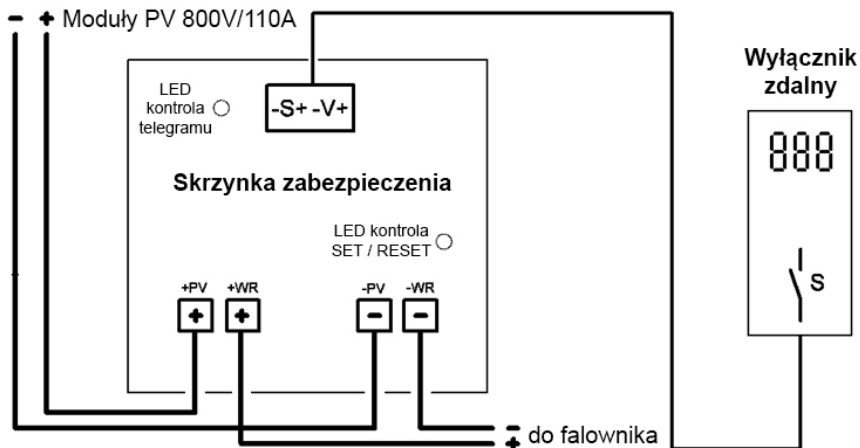 - + Moduły PV 800V/110A
Wyłącznik
zdalny
LED
kontrola
telegramu
-S+ -V+
888
Skrzynka zabezpieczenia
LED kontrola
SET / RESET
S
+PV +WR -PV -WR
+ + - -
- do falownika
+